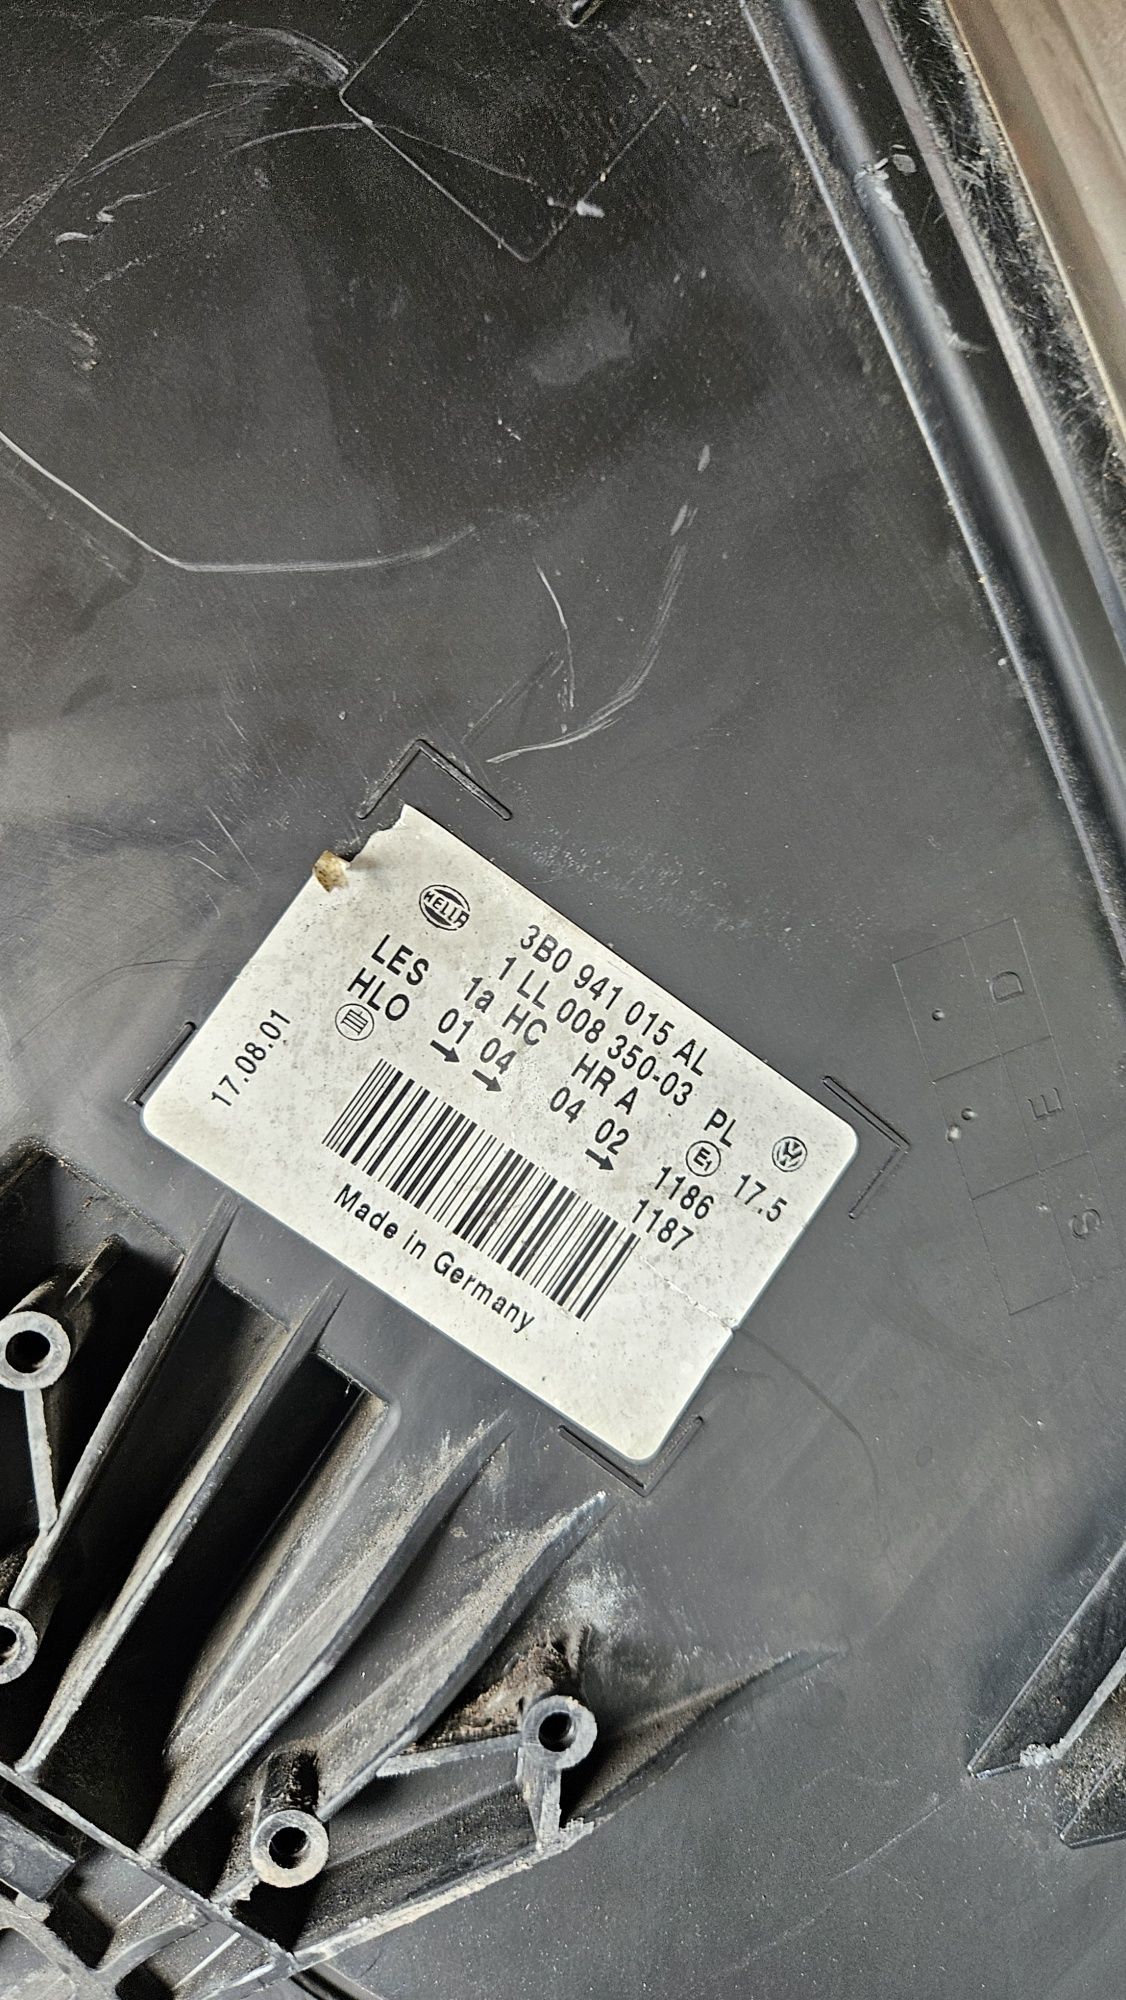 HELLA
3B0 941 015 AL
1 LL 008 350-03 PL
LES 1a HC HR A
HLO 01 04 04 02 E1 17.5
1186
1187
17.08.01
Made in Germany
D
E
S